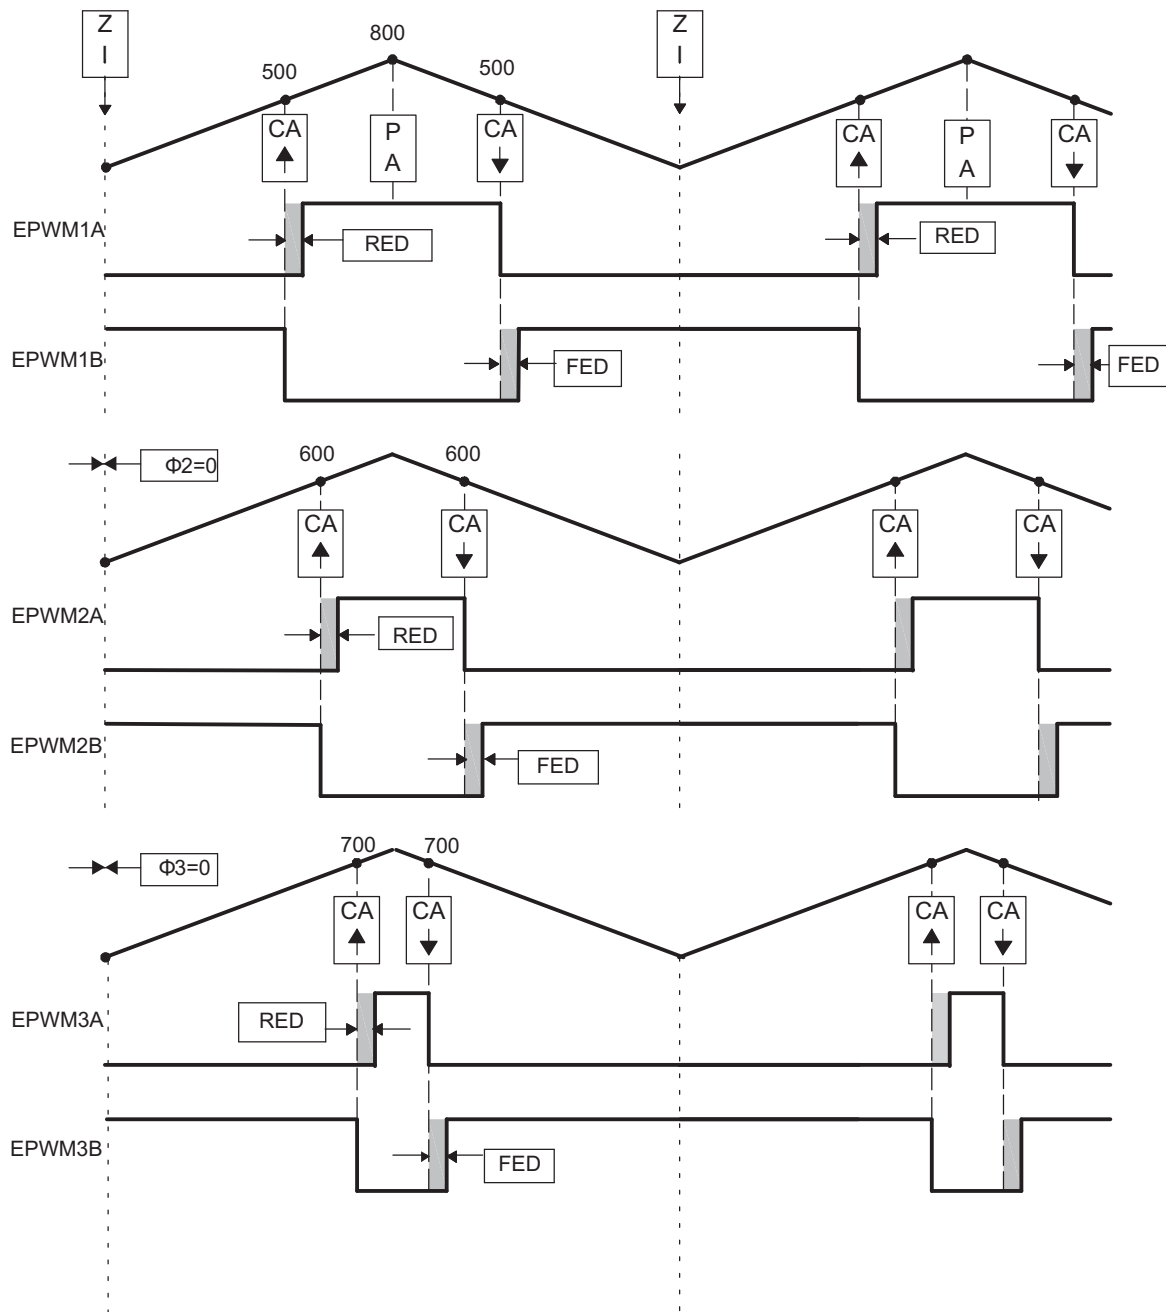 Z
I
800
Z
I
500
500
CA
P
A
CA
CA
P
A
CA
EPWM1A
RED
RED
EPWM1B
FED
FED
Φ2=0
600
600
CA
CA
CA
CA
EPWM2A
RED
EPWM2B
FED
Φ3=0
700
700
CA
CA
CA
CA
EPWM3A
RED
EPWM3B
FED